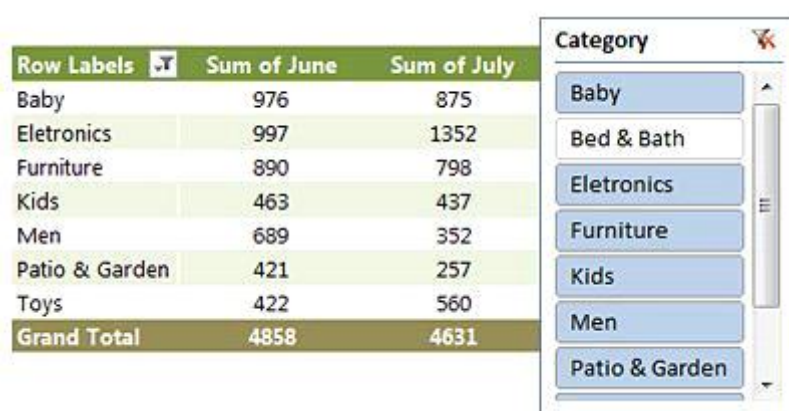 Row Labels Sum of June Sum of July
Baby 976 875
Eletronics 997 1352
Furniture 890 798
Kids 463 437
Men 689 352
Patio & Garden 421 257
Toys 422 560
Grand Total 4858 4631
Category
Baby
Bed & Bath
Eletronics
Furniture
Kids
Men
Patio & Garden